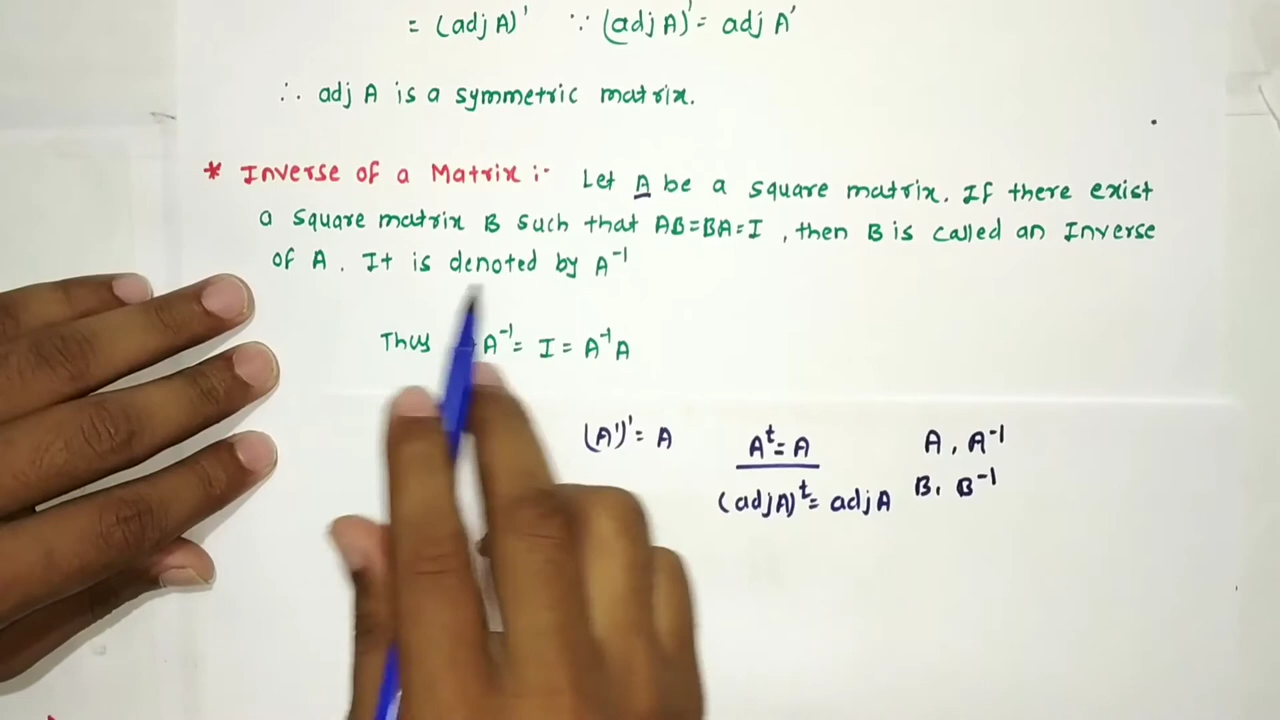 = (adj A)' ∵ (adj A)' = adj A'
∴ adj A is a symmetric matrix.
* Inverse of a Matrix :- Let A be a square matrix. If there exist
a square matrix B such that AB=BA=I , then B is called an Inverse
of A. It is denoted by A⁻¹
Thus A⁻¹ = I = A⁻¹A
(A')' = A Aᵗ = A A, A⁻¹
(adjA)ᵗ = adjA B, B⁻¹